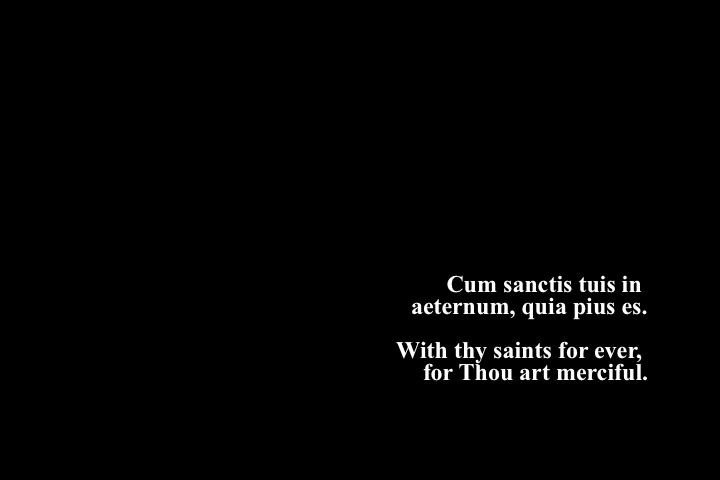 Cum sanctis tuis in
aeternum, quia pius es.
With thy saints for ever,
for Thou art merciful.